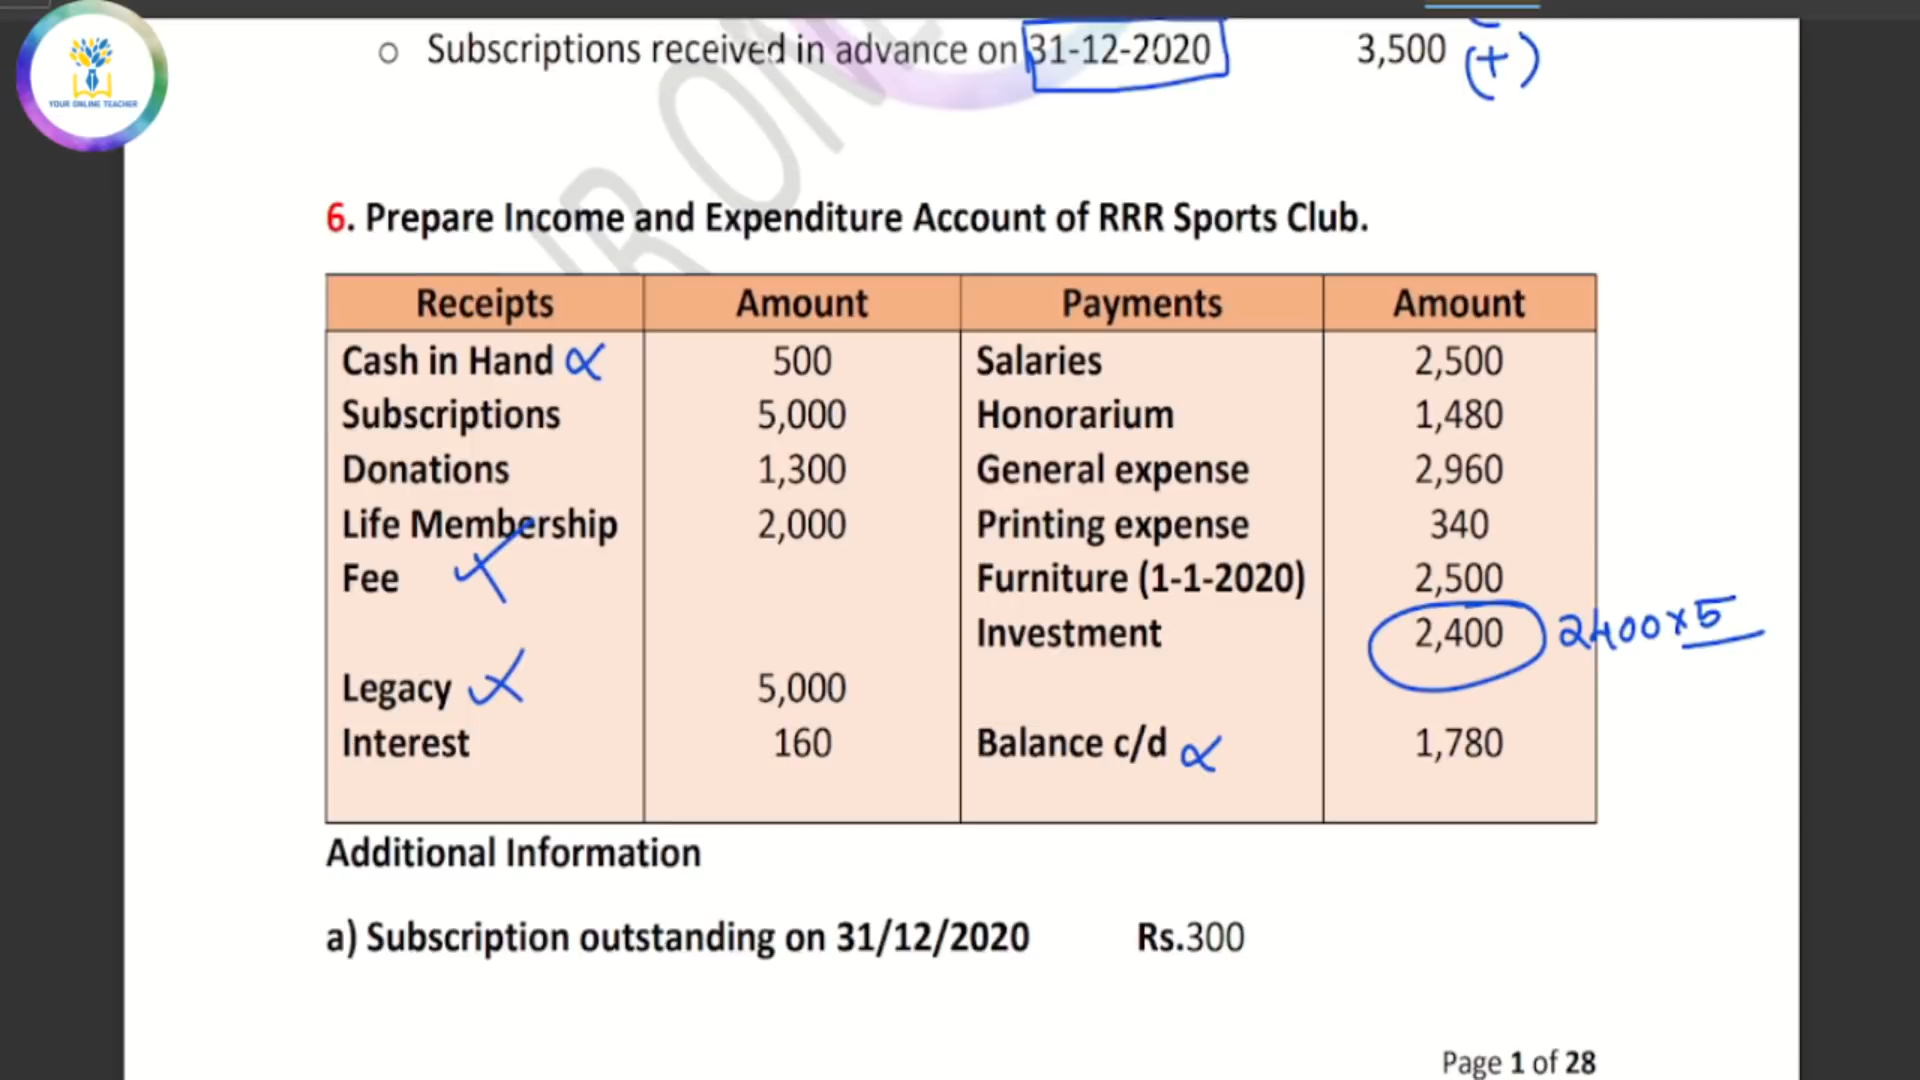 YOUR ONLINE TEACHER
o Subscriptions received in advance on 31-12-2020 3,500 (+)
6. Prepare Income and Expenditure Account of RRR Sports Club.
Receipts Amount Payments Amount
Cash in Hand 500 Salaries 2,500
Subscriptions 5,000 Honorarium 1,480
Donations 1,300 General expense 2,960
Life Membership 2,000 Printing expense 340
Fee Furniture (1-1-2020) 2,500
Investment 2,400 2400×5
Legacy 5,000
Interest 160 Balance c/d 1,780
Additional Information
a) Subscription outstanding on 31/12/2020 Rs.300
Page 1 of 28